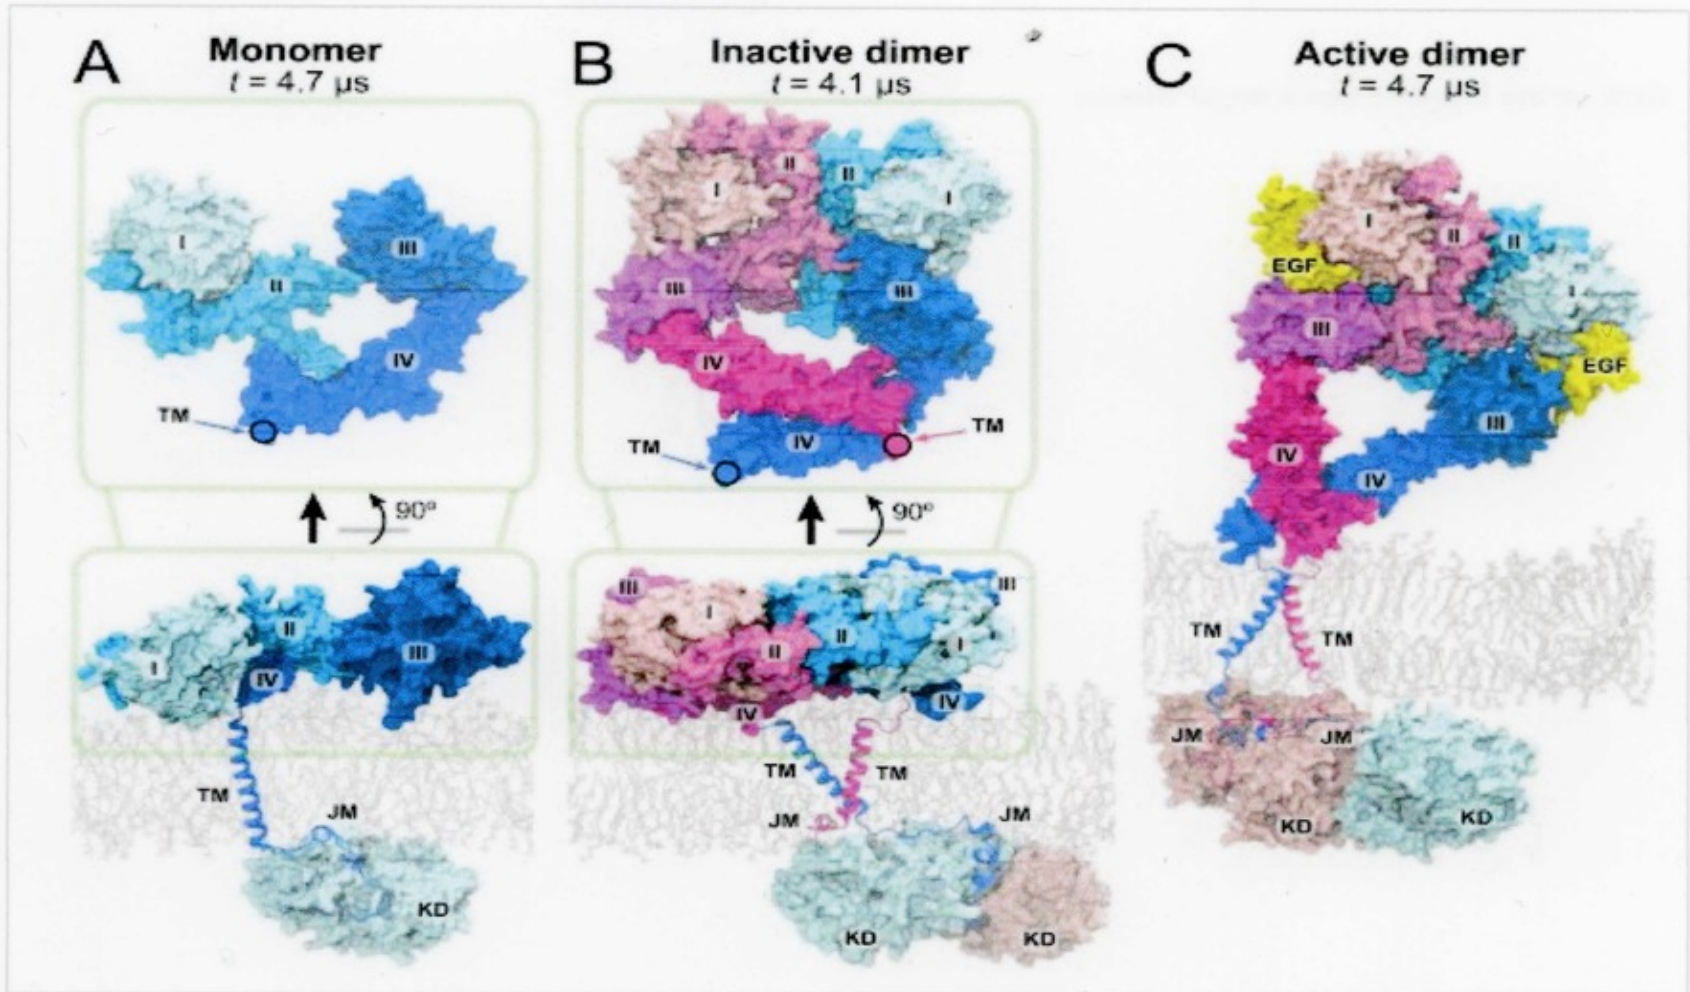 A
Monomer
t = 4.7 µs
I
II
III
IV
TM
90°
I
II
III
IV
TM
JM
KD
B
Inactive dimer
t = 4.1 µs
I
II
II
I
III
III
IV
IV
TM
TM
90°
III
I
II
II
I
III
IV
IV
TM
TM
JM
JM
KD
KD
C
Active dimer
t = 4.7 µs
I
II
II
I
EGF
III
EGF
III
IV
IV
TM
TM
JM
JM
KD
KD